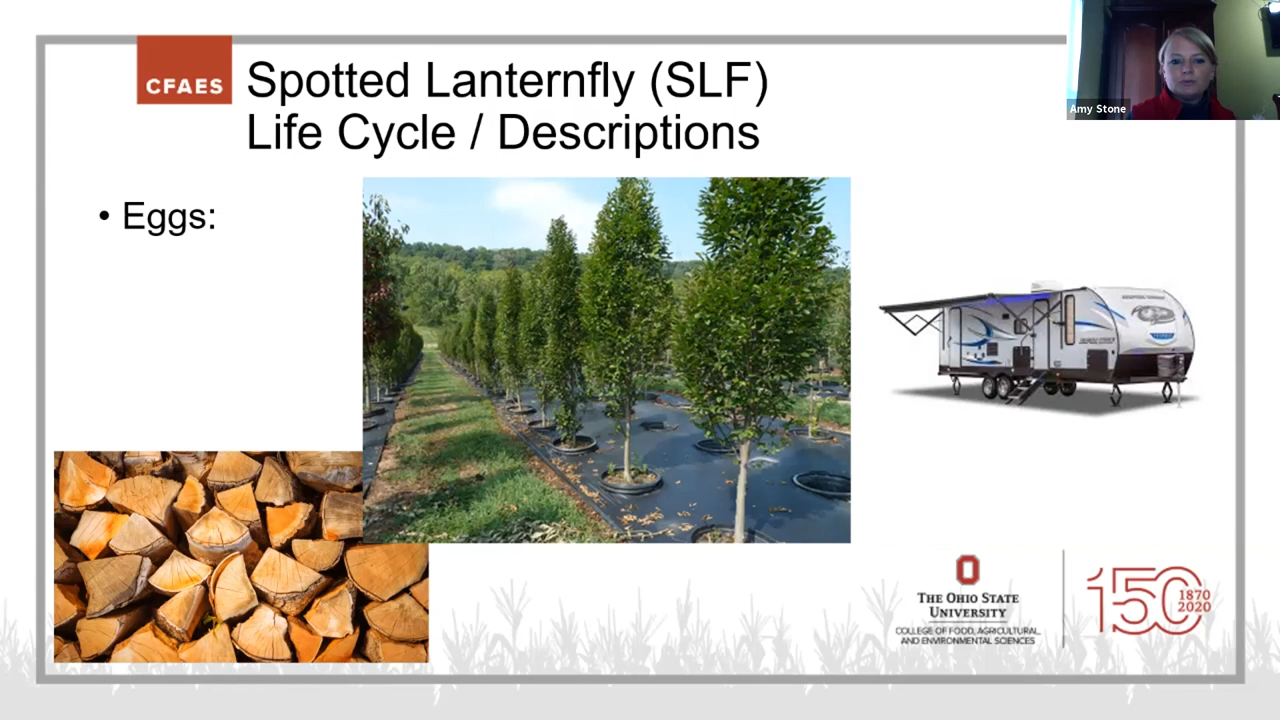 CFAES
Spotted Lanternfly (SLF)
Life Cycle / Descriptions
Amy Stone
• Eggs:
THE OHIO STATE
UNIVERSITY
COLLEGE OF FOOD, AGRICULTURAL,
AND ENVIRONMENTAL SCIENCES
150
1870
2020